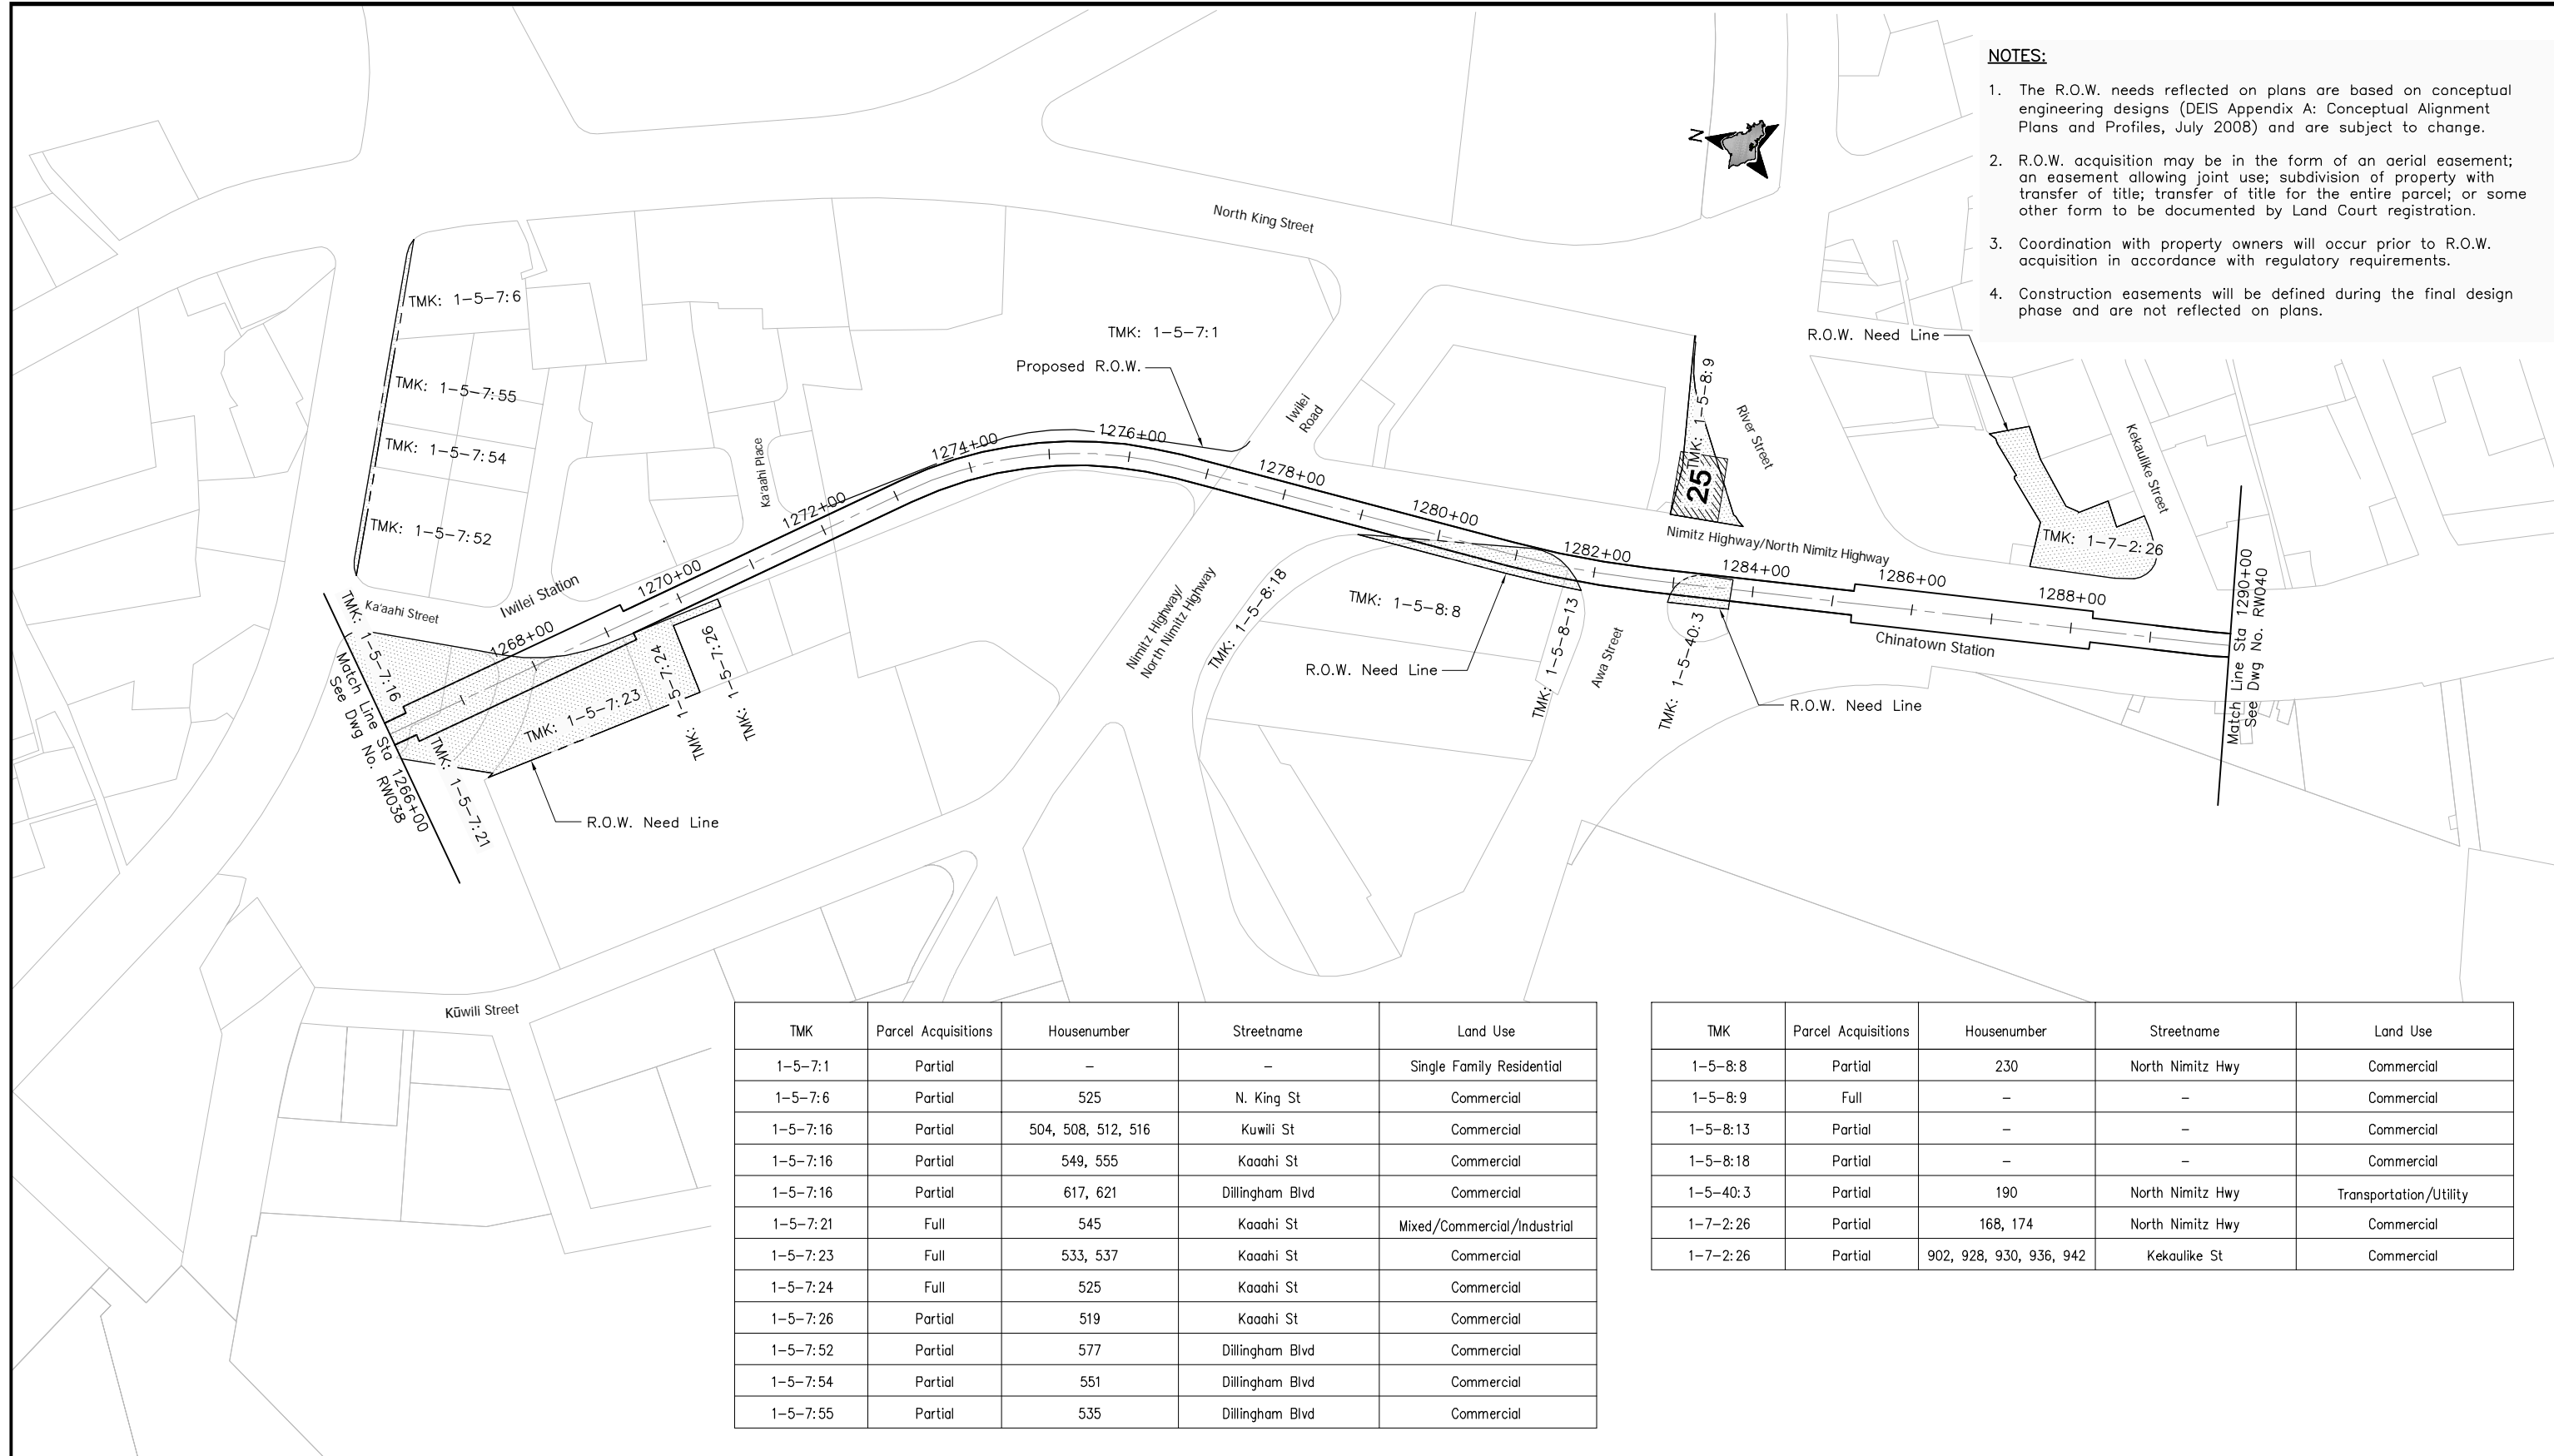 NOTES:
1. The R.O.W. needs reflected on plans are based on conceptual
engineering designs (DEIS Appendix A: Conceptual Alignment
Plans and Profiles, July 2008) and are subject to change.
2. R.O.W. acquisition may be in the form of an aerial easement;
an easement allowing joint use; subdivision of property with
transfer of title; transfer of title for the entire parcel; or some
other form to be documented by Land Court registration.
3. Coordination with property owners will occur prior to R.O.W.
acquisition in accordance with regulatory requirements.
4. Construction easements will be defined during the final design
phase and are not reflected on plans.
N
North King Street
TMK: 1-5-7:6
TMK: 1-5-7:1
R.O.W. Need Line
Proposed R.O.W.
TMK: 1-5-7:55
TMK: 1-5-8:9
Iwilei
Road
River Street
TMK: 1-5-7:54
Ka'aahi Place
1274+00
1276+00
Kekaulike Street
1278+00
25
TMK: 1-5-7:52
1272+00
1280+00
Nimitz Highway/North Nimitz Highway
TMK: 1-7-2:26
1282+00
1284+00
1286+00
1288+00
Iwilei Station
1270+00
Ka'aahi Street
TMK: 1-5-7:16
1268+00
Nimitz Highway/
North Nimitz Highway
TMK: 1-5-8:18
TMK: 1-5-8:8
TMK: 1-5-8-13
Awa Street
TMK: 1-5-40:3
Chinatown Station
Match Line Sta 1290+00
See Dwg No. RW040
R.O.W. Need Line
R.O.W. Need Line
Match Line Sta 1266+00
See Dwg No. RW038
TMK: 1-5-7:21
TMK: 1-5-7:23
TMK: 1-5-7:24
TMK: 1-5-7:26
R.O.W. Need Line
Kūwili Street
TMK Parcel Acquisitions Housenumber Streetname Land Use
1-5-7:1 Partial - - Single Family Residential
1-5-7:6 Partial 525 N. King St Commercial
1-5-7:16 Partial 504, 508, 512, 516 Kuwili St Commercial
1-5-7:16 Partial 549, 555 Kaaahi St Commercial
1-5-7:16 Partial 617, 621 Dillingham Blvd Commercial
1-5-7:21 Full 545 Kaaahi St Mixed/Commercial/Industrial
1-5-7:23 Full 533, 537 Kaaahi St Commercial
1-5-7:24 Full 525 Kaaahi St Commercial
1-5-7:26 Partial 519 Kaaahi St Commercial
1-5-7:52 Partial 577 Dillingham Blvd Commercial
1-5-7:54 Partial 551 Dillingham Blvd Commercial
1-5-7:55 Partial 535 Dillingham Blvd Commercial
TMK Parcel Acquisitions Housenumber Streetname Land Use
1-5-8:8 Partial 230 North Nimitz Hwy Commercial
1-5-8:9 Full - - Commercial
1-5-8:13 Partial - - Commercial
1-5-8:18 Partial - - Commercial
1-5-40:3 Partial 190 North Nimitz Hwy Transportation/Utility
1-7-2:26 Partial 168, 174 North Nimitz Hwy Commercial
1-7-2:26 Partial 902, 928, 930, 936, 942 Kekaulike St Commercial